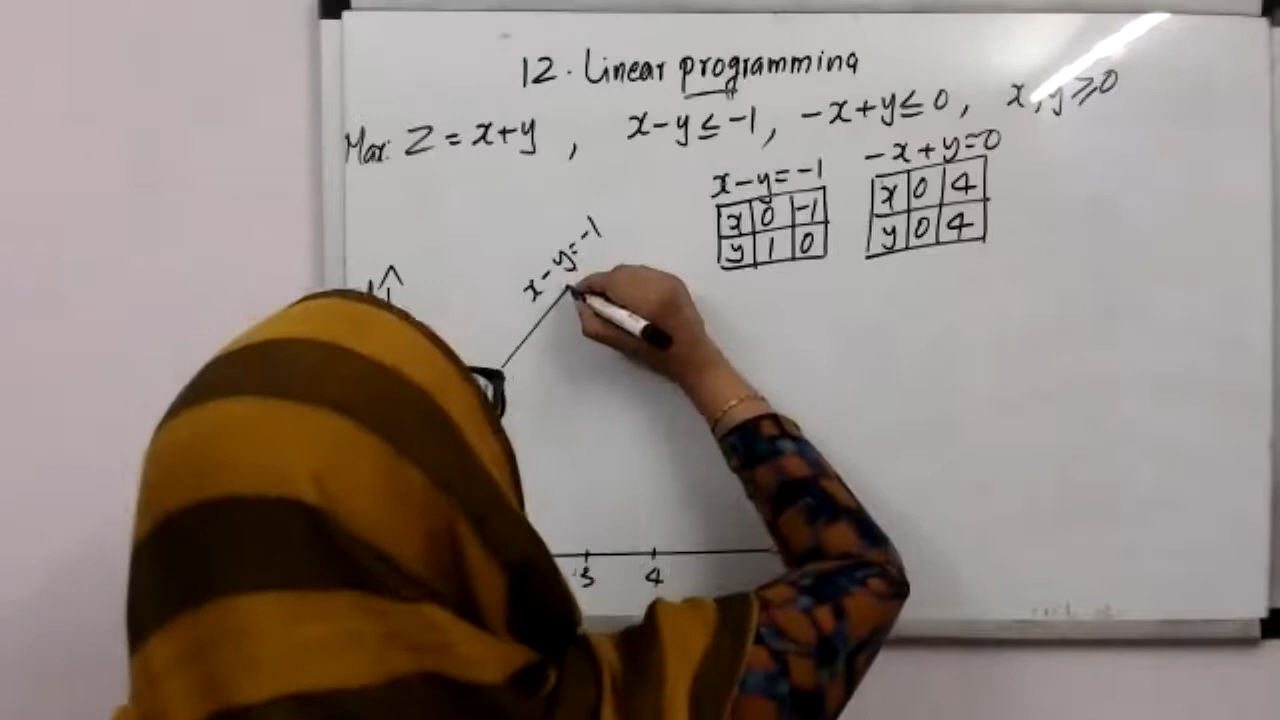 12. Linear programming
Max: Z = x+y , x-y ≤ -1, -x+y ≤ 0, x, y ≥ 0
x-y=-1
x 0 -1
y 1 0
-x+y=0
x 0 4
y 0 4
x-y=-1
3 4